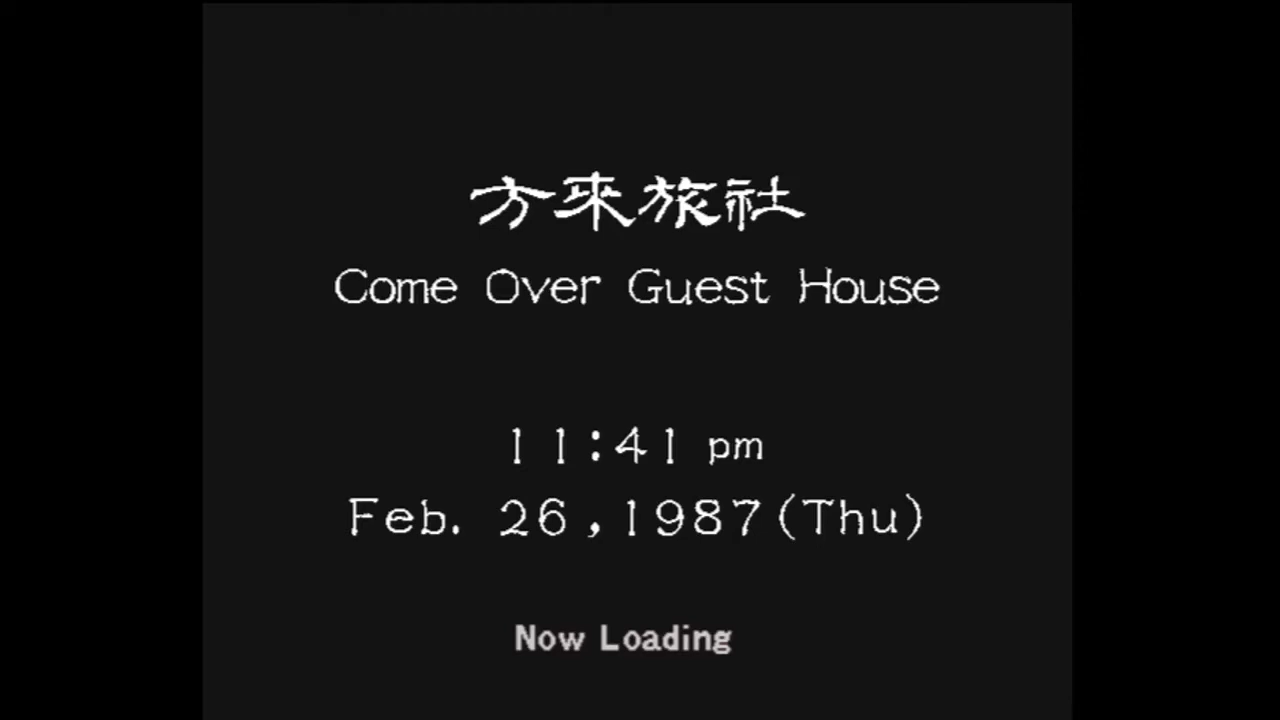 方來旅社
Come Over Guest House
11:41 pm
Feb. 26,1987(Thu)
Now Loading